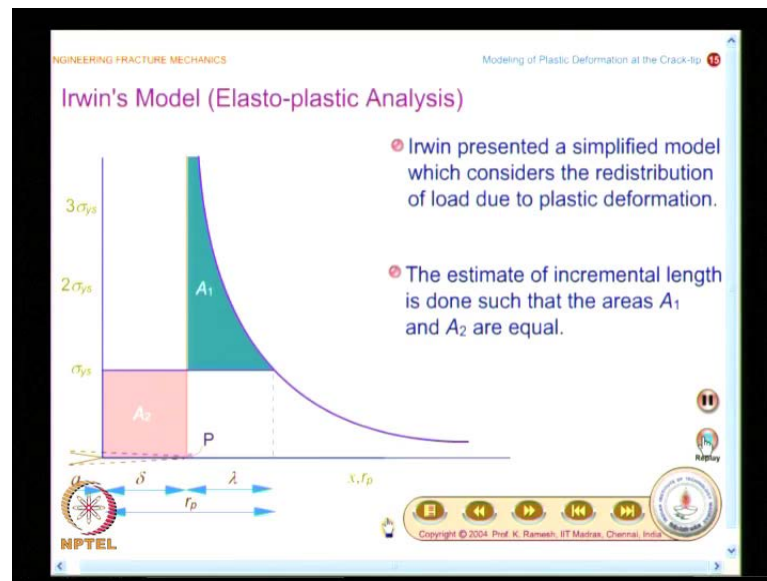 NGINEERING FRACTURE MECHANICS
Modeling of Plastic Deformation at the Crack-tip 15
Irwin's Model (Elasto-plastic Analysis)
Irwin presented a simplified model
which considers the redistribution
of load due to plastic deformation.
The estimate of incremental length
is done such that the areas A₁
and A₂ are equal.
3σys
2σys
σys
A₁
A₂
P
a
δ
λ
x,rp
rp
Replay
NPTEL
Copyright © 2004 Prof. K. Ramesh, IIT Madras, Chennai, India